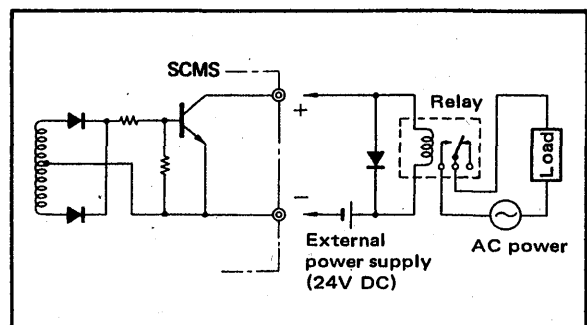 SCMS
+
Relay
Load
−
External
power supply
(24V DC)
AC power